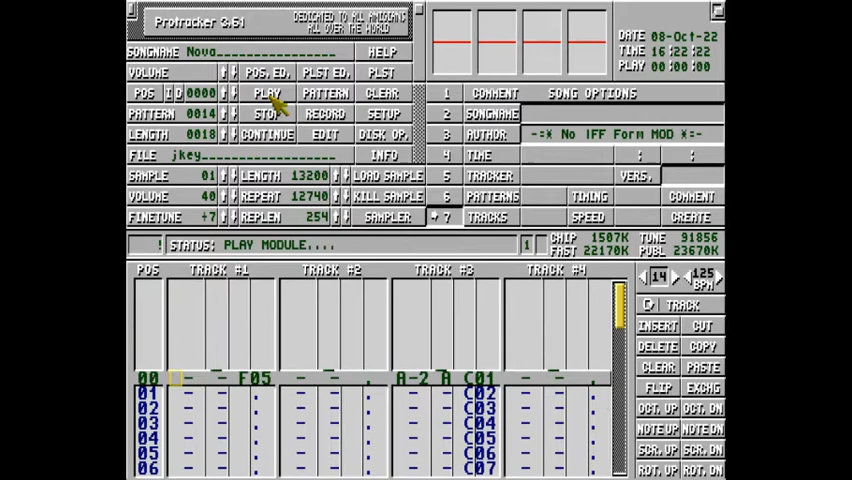 Protracker 3.61
DEDICATED TO ALL AMIGANS
ALL OVER THE WORLD
SONGNAME Nova_______________ HELP
VOLUME POS. ED. PLST ED. PLST
POS I D 0000 PLAY PATTERN CLEAR
PATTERN 0014 STOP RECORD SETUP
LENGTH 0018 CONTINUE EDIT DISK OP.
FILE jkey____________________ INFO
SAMPLE 01 LENGTH 13200 LOAD SAMPLE
VOLUME 40 REPEAT 12740 KILL SAMPLE
FINETUNE +7 REPLEN 254 SAMPLER
DATE 08-Oct-22
TIME 16:22:22
PLAY 00:00:00
1 COMMENT SONG OPTIONS
2 SONGNAME
3 AUTHOR -=* No IFF Form MOD *=-
4 TIME : :
5 TRACKER VERS.
6 PATTERNS TIMING COMMENT
7 TRACKS SPEED CREATE
! STATUS: PLAY MODULE.... 1
CHIP 1507K TUNE 91856
FAST 22170K PUBL 23670K
POS TRACK #1 TRACK #2 TRACK #3 TRACK #4
00 - - F05 - - . A-2 A C01 - - .
01 - - . - - . - - C02 - - .
02 - - . - - . - - C03 - - .
03 - - . - - . - - C04 - - .
04 - - . - - . - - C05 - - .
05 - - . - - . - - C06 - - .
06 - - . - - . - - C07 - - .
14 125 BPM
TRACK
INSERT CUT
DELETE COPY
CLEAR PASTE
FLIP EXCHG
OCT. UP OCT. DN
NOTE UP NOTE DN
SCR. UP SCR. DN
ROT. UP ROT. DN